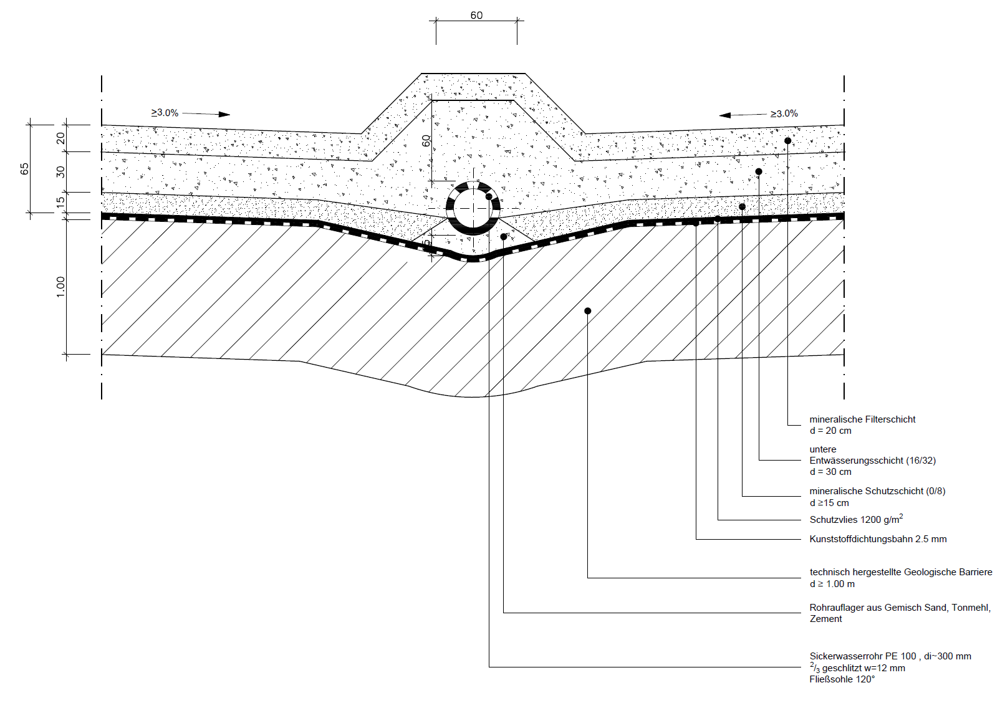 60
≥3.0%
≥3.0%
20
65
30
15
60
1.00
mineralische Filterschicht
d = 20 cm
untere
Entwässerungsschicht (16/32)
d = 30 cm
mineralische Schutzschicht (0/8)
d ≥15 cm
Schutzvlies 1200 g/m²
Kunststoffdichtungsbahn 2.5 mm
technisch hergestellte Geologische Barriere
d ≥ 1.00 m
Rohrauflager aus Gemisch Sand, Tonmehl,
Zement
Sickerwasserrohr PE 100 , di~300 mm
2/3 geschlitzt w=12 mm
Fließsohle 120°